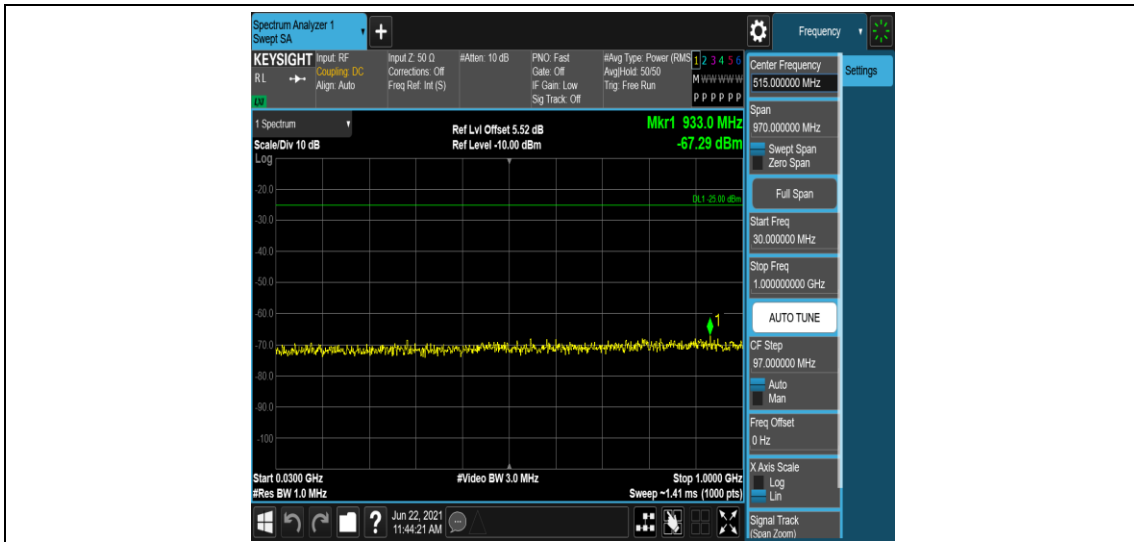 Spectrum Analyzer 1
Swept SA
+
Frequency
KEYSIGHT
RL
LXI
Input: RF
Coupling: DC
Align: Auto
Input Z: 50 Ω
Corrections: Off
Freq Ref: Int (S)
#Atten: 10 dB
PNO: Fast
Gate: Off
IF Gain: Low
Sig Track: Off
#Avg Type: Power (RMS
Avg|Hold: 50/50
Trig: Free Run
1 2 3 4 5 6
M W W W W W
P P P P P P
Settings
Center Frequency
515.000000 MHz
Span
970.000000 MHz
Swept Span
Zero Span
Full Span
Start Freq
30.000000 MHz
Stop Freq
1.000000000 GHz
AUTO TUNE
CF Step
97.000000 MHz
Auto
Man
Freq Offset
0 Hz
X Axis Scale
Log
Lin
Signal Track
(Span Zoom)
1 Spectrum
Scale/Div 10 dB
Ref Lvl Offset 5.52 dB
Ref Level -10.00 dBm
Mkr1 933.0 MHz
-67.29 dBm
Log
-20.0
DL1 -25.00 dBm
-30.0
-40.0
-50.0
-60.0
1
-70.0
-80.0
-90.0
-100
Start 0.0300 GHz
#Video BW 3.0 MHz
Stop 1.0000 GHz
#Res BW 1.0 MHz
Sweep ~1.41 ms (1000 pts)
?
Jun 22, 2021
11:44:21 AM